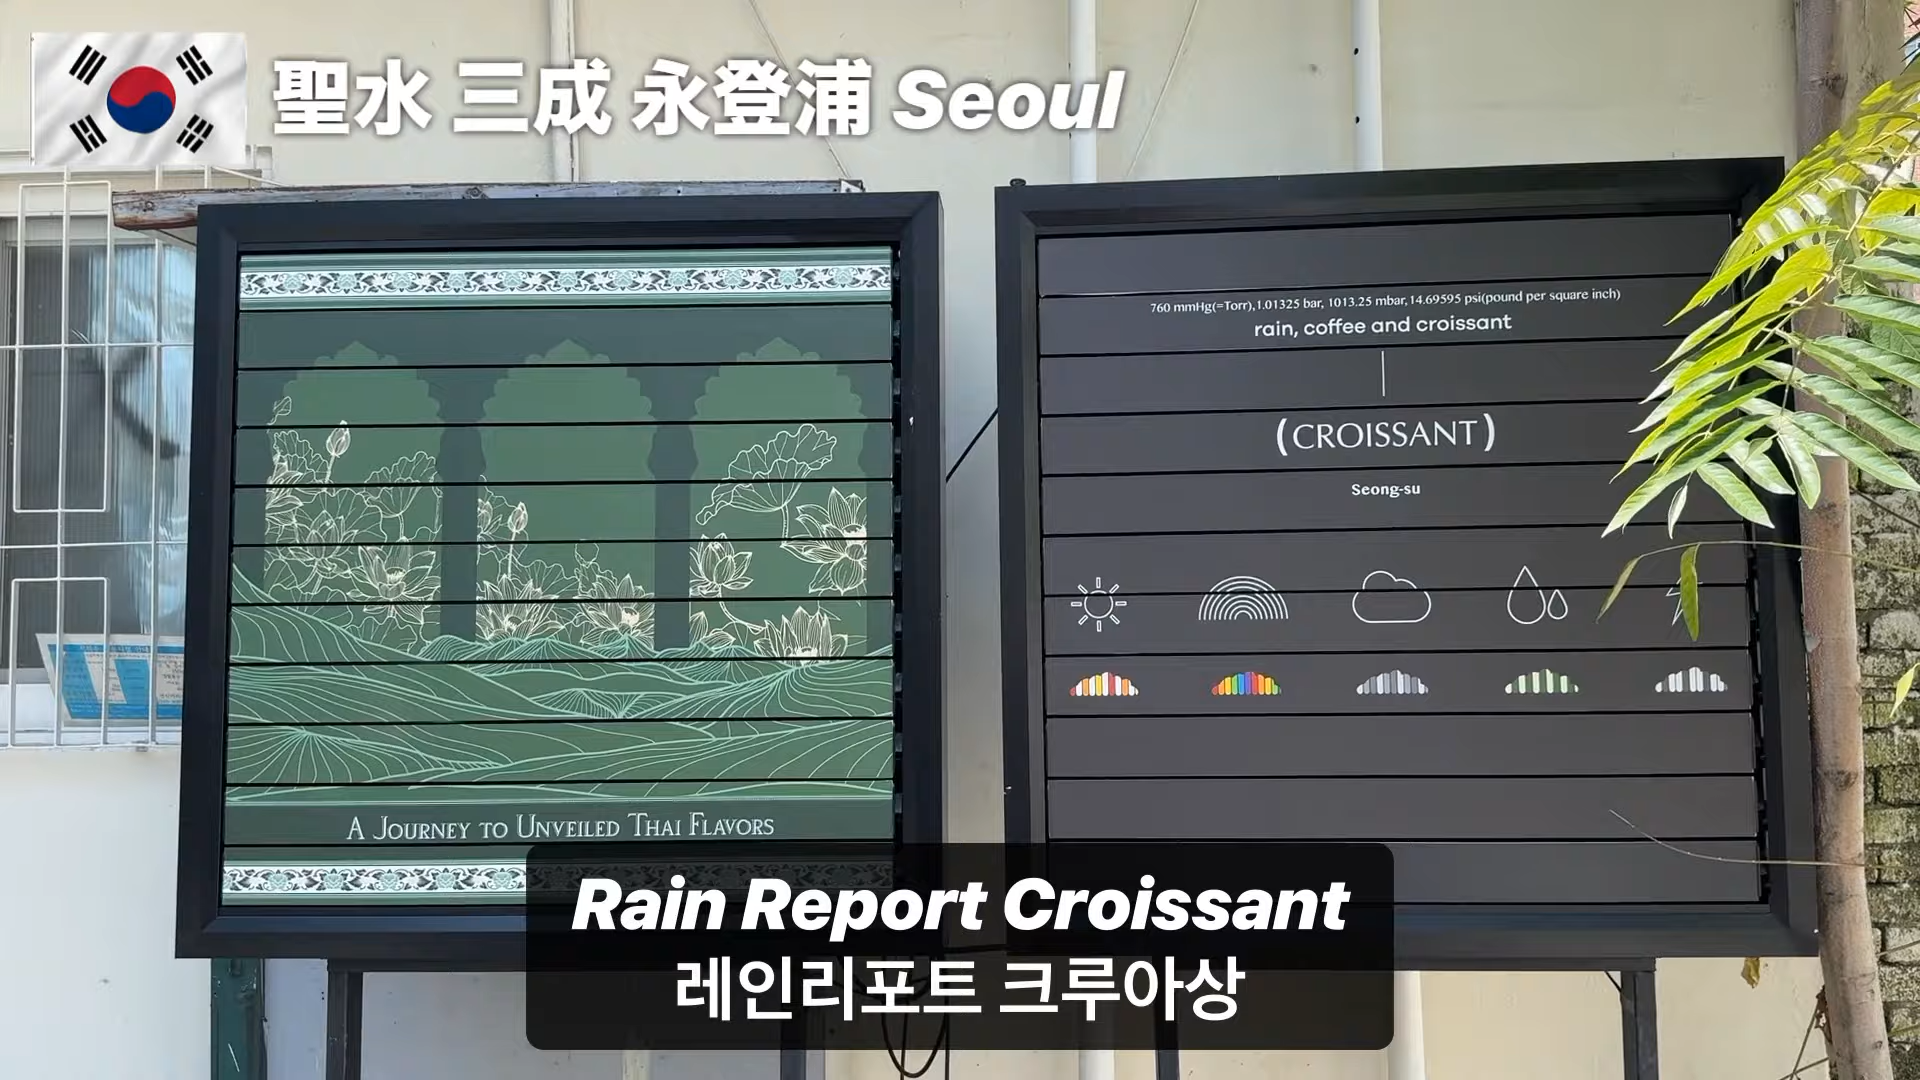 聖水 三成 永登浦 Seoul
A JOURNEY TO UNVEILED THAI FLAVORS
760 mmHg(=Torr),1.01325 bar, 1013.25 mbar,14.69595 psi(pound per square inch)
rain, coffee and croissant
(CROISSANT)
Seong-su
Rain Report Croissant
레인리포트 크루아상